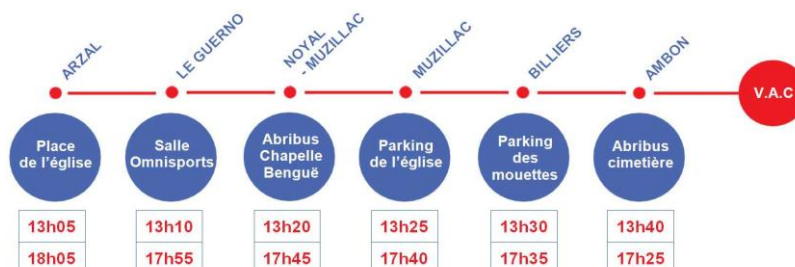 ARZAL
LE GUERNO
NOYAL
- MUZILLAC
MUZILLAC
BILLIERS
AMBON
V.A.C
Place
de l'église
Salle
Omnisports
Abribus
Chapelle
Benguë
Parking
de l'église
Parking
des
mouettes
Abribus
cimetière
13h05
13h10
13h20
13h25
13h30
13h40
18h05
17h55
17h45
17h40
17h35
17h25